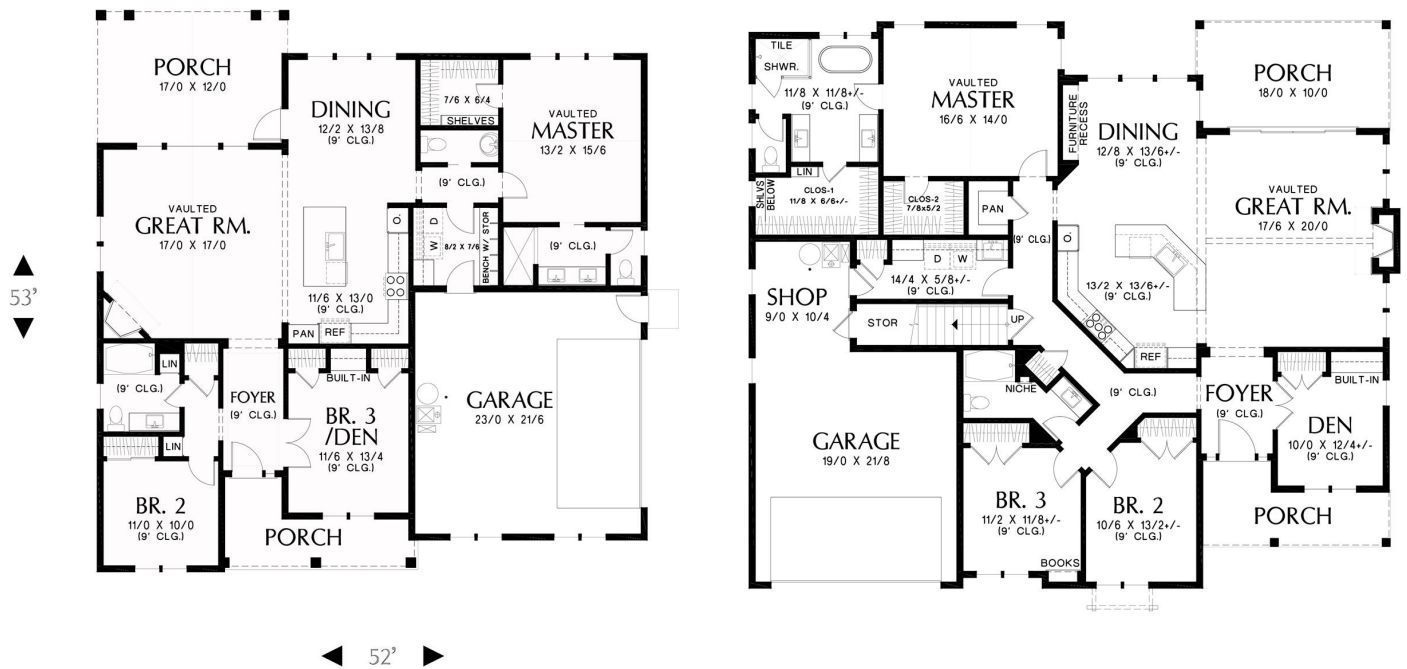 PORCH
17/0 X 12/0
DINING
12/2 X 13/8
(9' CLG.)
7/6 X 6/4
SHELVES
VAULTED
MASTER
13/2 X 15/6
(9' CLG.)
VAULTED
GREAT RM.
17/0 X 17/0
O
W D
8/2 X 7/6
BENCH W/ STOR
(9' CLG.)
11/6 X 13/0
(9' CLG.)
PAN
REF
53'
LIN
(9' CLG.)
BUILT-IN
FOYER
(9' CLG.)
BR. 3
/DEN
11/6 X 13/4
(9' CLG.)
GARAGE
23/0 X 21/6
LIN
BR. 2
11/0 X 10/0
(9' CLG.)
PORCH
52'
TILE
SHWR.
11/8 X 11/8+/-
(9' CLG.)
VAULTED
MASTER
16/6 X 14/0
FURNITURE
RECESS
DINING
12/8 X 13/6+/-
(9' CLG.)
PORCH
18/0 X 10/0
SHLVS
BELOW
LIN
CLOS-1
11/8 X 6/6+/-
CLOS-2
7/8x5/2
PAN
(9' CLG.)
VAULTED
GREAT RM.
17/6 X 20/0
O
SHOP
9/0 X 10/4
D W
14/4 X 5/8+/-
(9' CLG.)
13/2 X 13/6+/-
(9' CLG.)
STOR
UP
REF
NICHE
(9' CLG.)
FOYER
(9' CLG.)
BUILT-IN
DEN
10/0 X 12/4+/-
(9' CLG.)
GARAGE
19/0 X 21/8
BR. 3
11/2 X 11/8+/-
(9' CLG.)
BR. 2
10/6 X 13/2+/-
(9' CLG.)
PORCH
BOOKS